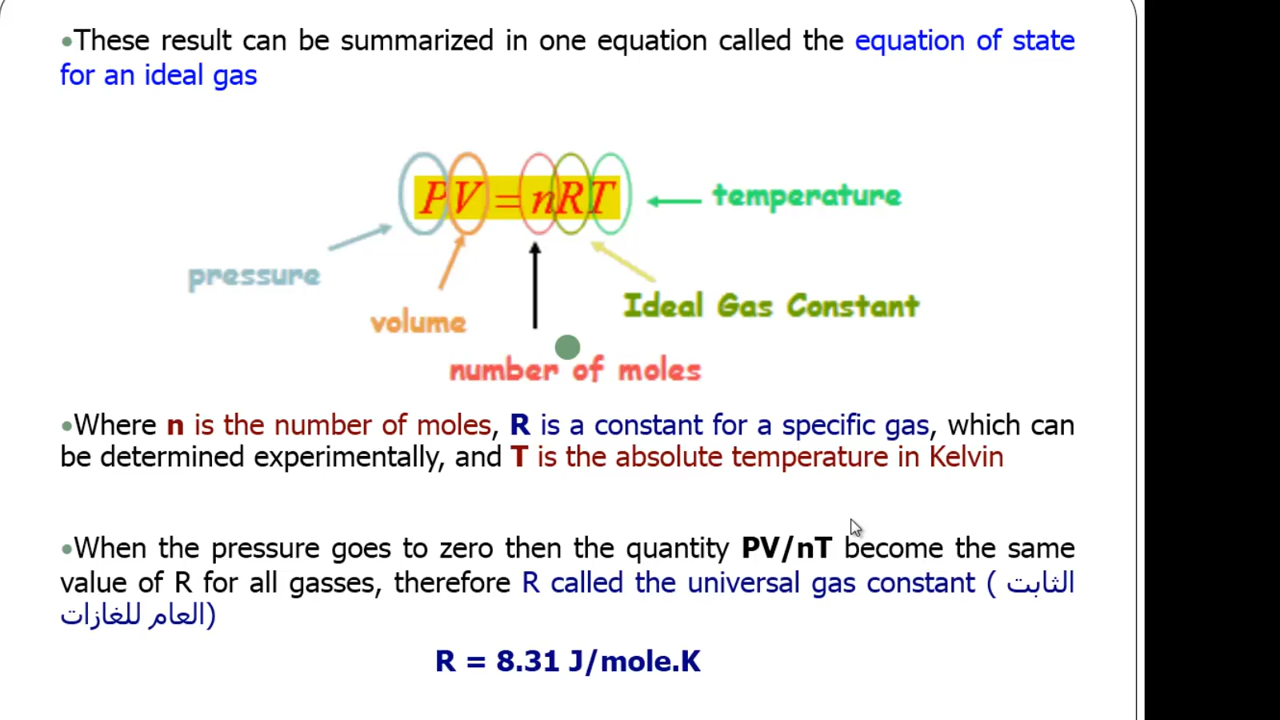 •These result can be summarized in one equation called the equation of state
for an ideal gas
PV = nRT
temperature
pressure
Ideal Gas Constant
volume
number of moles
•Where n is the number of moles, R is a constant for a specific gas, which can
be determined experimentally, and T is the absolute temperature in Kelvin
•When the pressure goes to zero then the quantity PV/nT become the same
value of R for all gasses, therefore R called the universal gas constant ( الثابت
العام للغازات)
R = 8.31 J/mole.K